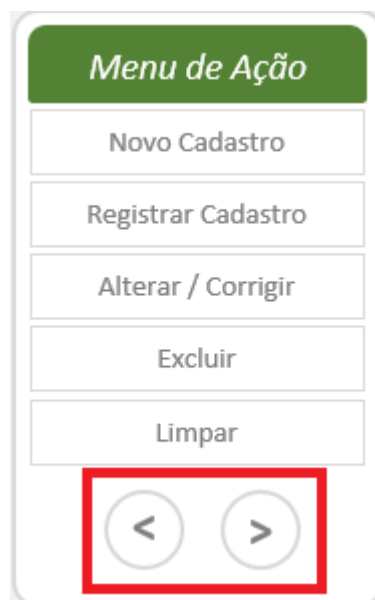 Menu de Ação
Novo Cadastro
Registrar Cadastro
Alterar / Corrigir
Excluir
Limpar
< >